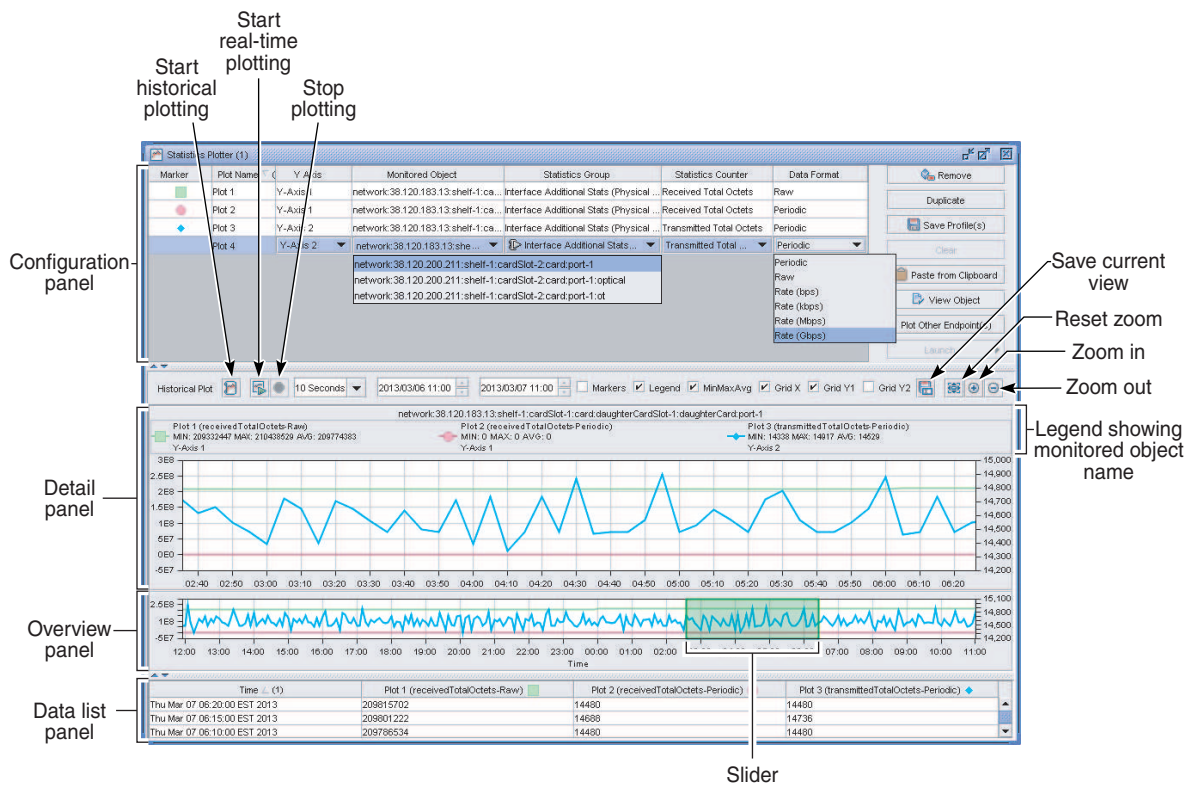 Start
real-time
plotting
Start
historical
plotting
Stop
plotting
Statistics Plotter (1)
Marker Plot Name Y Axis Monitored Object Statistics Group Statistics Counter Data Format
Plot 1 Y-Axis 1 network:38.120.183.13:shelf-1:ca... Interface Additional Stats (Physical ... Received Total Octets Raw
Plot 2 Y-Axis 1 network:38.120.183.13:shelf-1:ca... Interface Additional Stats (Physical ... Received Total Octets Periodic
Plot 3 Y-Axis 2 network:38.120.183.13:shelf-1:ca... Interface Additional Stats (Physical ... Transmitted Total Octets Periodic
Plot 4 Y-Axis 2 network:38.120.183.13:she... Interface Additional Stats... Transmitted Total ... Periodic
network:38.120.200.211:shelf-1:cardSlot-2:card:port-1
network:38.120.200.211:shelf-1:cardSlot-2:card:port-1:optical
network:38.120.200.211:shelf-1:cardSlot-2:card:port-1:ot
Periodic
Raw
Rate (bps)
Rate (kbps)
Rate (Mbps)
Rate (Gbps)
Remove
Duplicate
Save Profile(s)
Clear
Paste from Clipboard
View Object
Plot Other Endpoint(s)
Launch
Configuration
panel
Save current
view
Reset zoom
Zoom in
Zoom out
Historical Plot 10 Seconds 2013/03/06 11:00 2013/03/07 11:00 Markers Legend MinMaxAvg Grid X Grid Y1 Grid Y2
network:38.120.183.13:shelf-1:cardSlot-1:card:daughterCardSlot-1:daughterCard:port-1
Plot 1 (receivedTotalOctets-Raw) Plot 2 (receivedTotalOctets-Periodic) Plot 3 (transmittedTotalOctets-Periodic)
MIN: 209332447 MAX: 210438529 AVG: 209774383 MIN: 0 MAX: 0 AVG: 0 MIN: 14338 MAX: 14917 AVG: 14529
Y-Axis 1 Y-Axis 1 Y-Axis 2
Legend showing
monitored object
name
Detail
panel
3E8 15,000
2.5E8 14,900
2E8 14,800
1.5E8 14,700
1E8 14,600
5E7 14,500
0E0 14,400
-5E7 14,300
14,200
02:40 02:50 03:00 03:10 03:20 03:30 03:40 03:50 04:00 04:10 04:20 04:30 04:40 04:50 05:00 05:10 05:20 05:30 05:40 05:50 06:00 06:10 06:20
Overview
panel
2.5E8 15,100
14,800
1E8 14,500
-5E7 14,200
12:00 13:00 14:00 15:00 16:00 17:00 18:00 19:00 20:00 21:00 22:00 23:00 00:00 01:00 02:00 07:00 08:00 09:00 10:00 11:00
Time
Data list
panel
Time (1) Plot 1 (receivedTotalOctets-Raw) Plot 2 (receivedTotalOctets-Periodic) Plot 3 (transmittedTotalOctets-Periodic)
Thu Mar 07 06:20:00 EST 2013 209815702 14480 14480
Thu Mar 07 06:15:00 EST 2013 209801222 14688 14736
Thu Mar 07 06:10:00 EST 2013 209786534 14480 14480
Slider